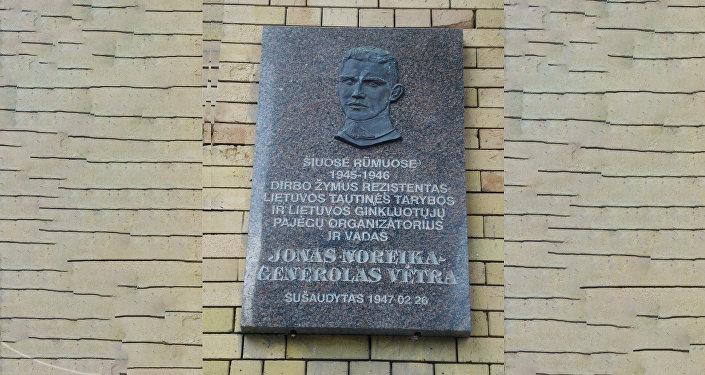 ŠIUOSE RŪMUOSE
1945-1946
DIRBO ŽYMUS REZISTENTAS
LIETUVOS TAUTINĖS TARYBOS
IR LIETUVOS GINKLUOTŲJŲ
PAJĖGŲ ORGANIZATORIUS
IR VADAS
JONAS NOREIKA-
GENEROLAS VĖTRA
SUŠAUDYTAS 1947 02 26